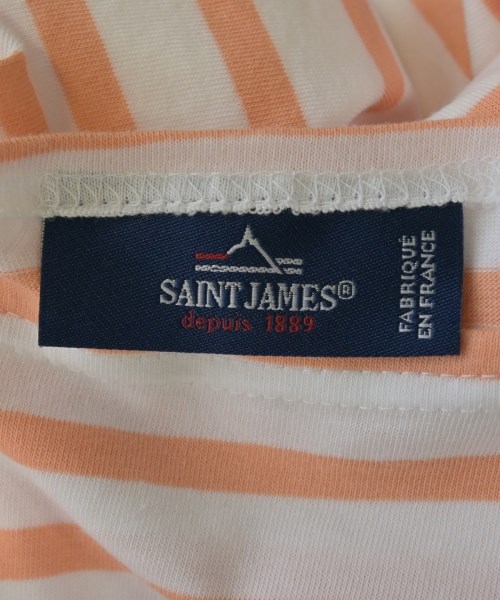 SAINT JAMES®
depuis 1889
FABRIQUÉ
EN FRANCE